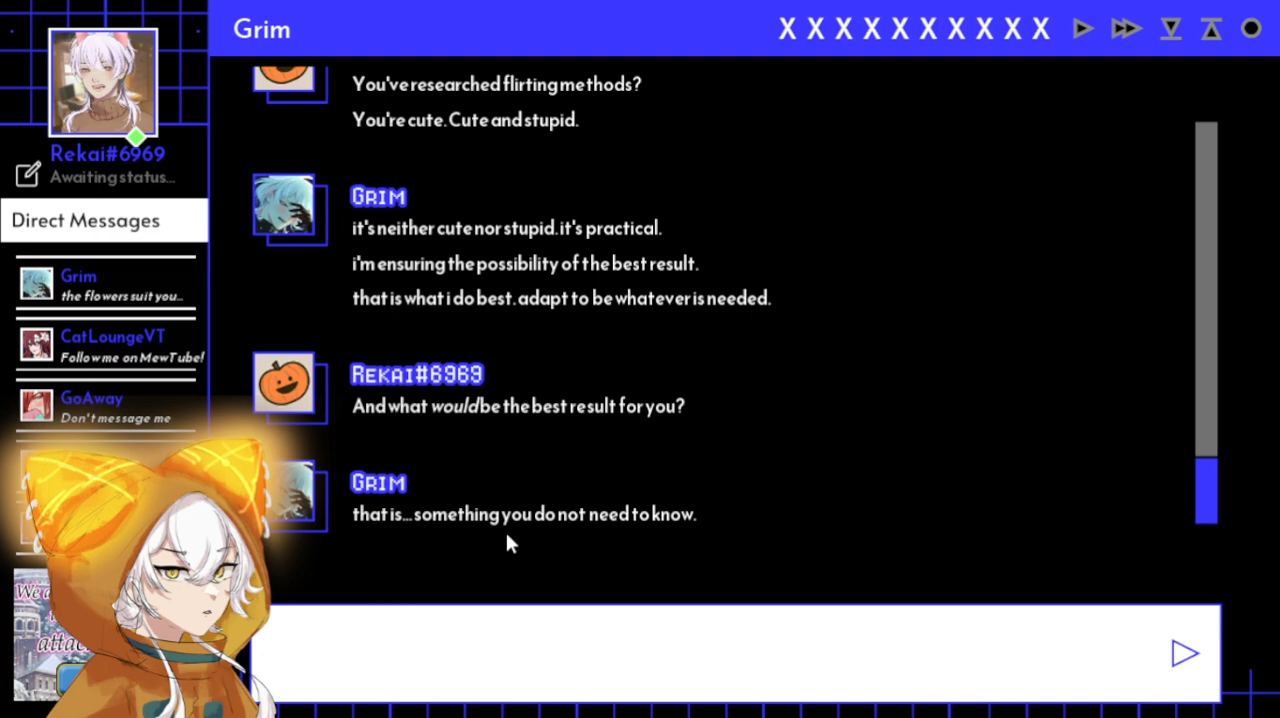 Grim
X X X X X X X X X X
Rekai#6969
Awaiting status...
Direct Messages
Grim
the flowers suit you...
CatLoungeVT
Follow me on MewTube!
GoAway
Don't message me
You've researched flirting methods?
You're cute. Cute and stupid.
Grim
it's neither cute nor stupid. it's practical.
i'm ensuring the possibility of the best result.
that is what i do best. adapt to be whatever is needed.
Rekai#6969
And what would be the best result for you?
Grim
that is... something you do not need to know.
We